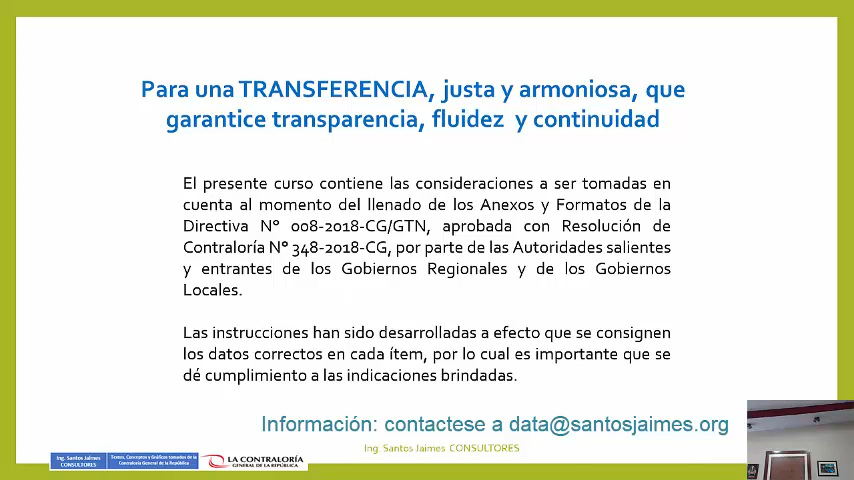 Para una TRANSFERENCIA, justa y armoniosa, que
garantice transparencia, fluidez y continuidad
El presente curso contiene las consideraciones a ser tomadas en
cuenta al momento del llenado de los Anexos y Formatos de la
Directiva N° 008-2018-CG/GTN, aprobada con Resolución de
Contraloría N° 348-2018-CG, por parte de las Autoridades salientes
y entrantes de los Gobiernos Regionales y de los Gobiernos
Locales.
Las instrucciones han sido desarrolladas a efecto que se consignen
los datos correctos en cada ítem, por lo cual es importante que se
dé cumplimiento a las indicaciones brindadas.
Información: contactese a data@santosjaimes.org
Ing. Santos Jaimes CONSULTORES
Ing. Santos Jaimes
CONSULTORES
Textos, Conceptos y Gráficos tomados de la
Contraloría General de la República
LA CONTRALORÍA
GENERAL DE LA REPÚBLICA